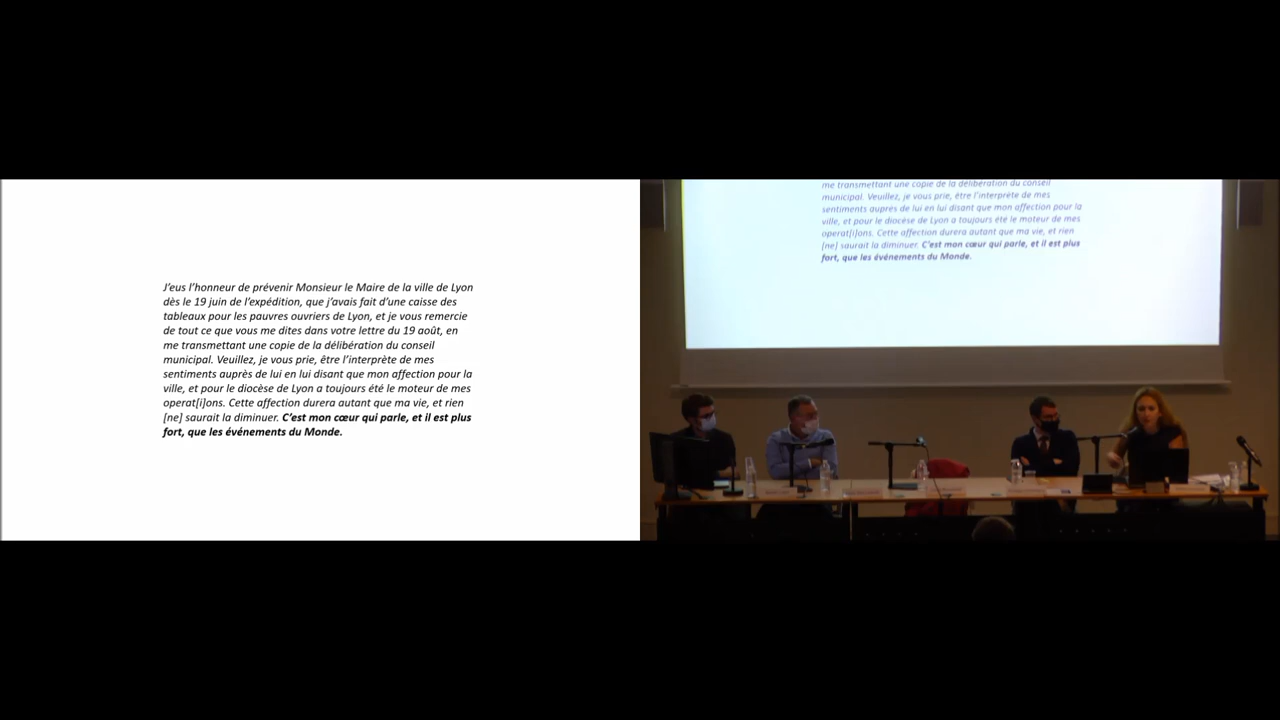 J'eus l'honneur de prévenir Monsieur le Maire de la ville de Lyon
dès le 19 juin de l'expédition, que j'avais fait d'une caisse des
tableaux pour les pauvres ouvriers de Lyon, et je vous remercie
de tout ce que vous me dites dans votre lettre du 19 août, en
me transmettant une copie de la délibération du conseil
municipal. Veuillez, je vous prie, être l'interprète de mes
sentiments auprès de lui en lui disant que mon affection pour la
ville, et pour le diocèse de Lyon a toujours été le moteur de mes
operat[i]ons. Cette affection durera autant que ma vie, et rien
[ne] saurait la diminuer. C'est mon cœur qui parle, et il est plus
fort, que les événements du Monde.
me transmettant une copie de la délibération du conseil
municipal. Veuillez, je vous prie, être l'interprète de mes
sentiments auprès de lui en lui disant que mon affection pour la
ville, et pour le diocèse de Lyon a toujours été le moteur de mes
operat[i]ons. Cette affection durera autant que ma vie, et rien
[ne] saurait la diminuer. C'est mon cœur qui parle, et il est plus
fort, que les événements du Monde.